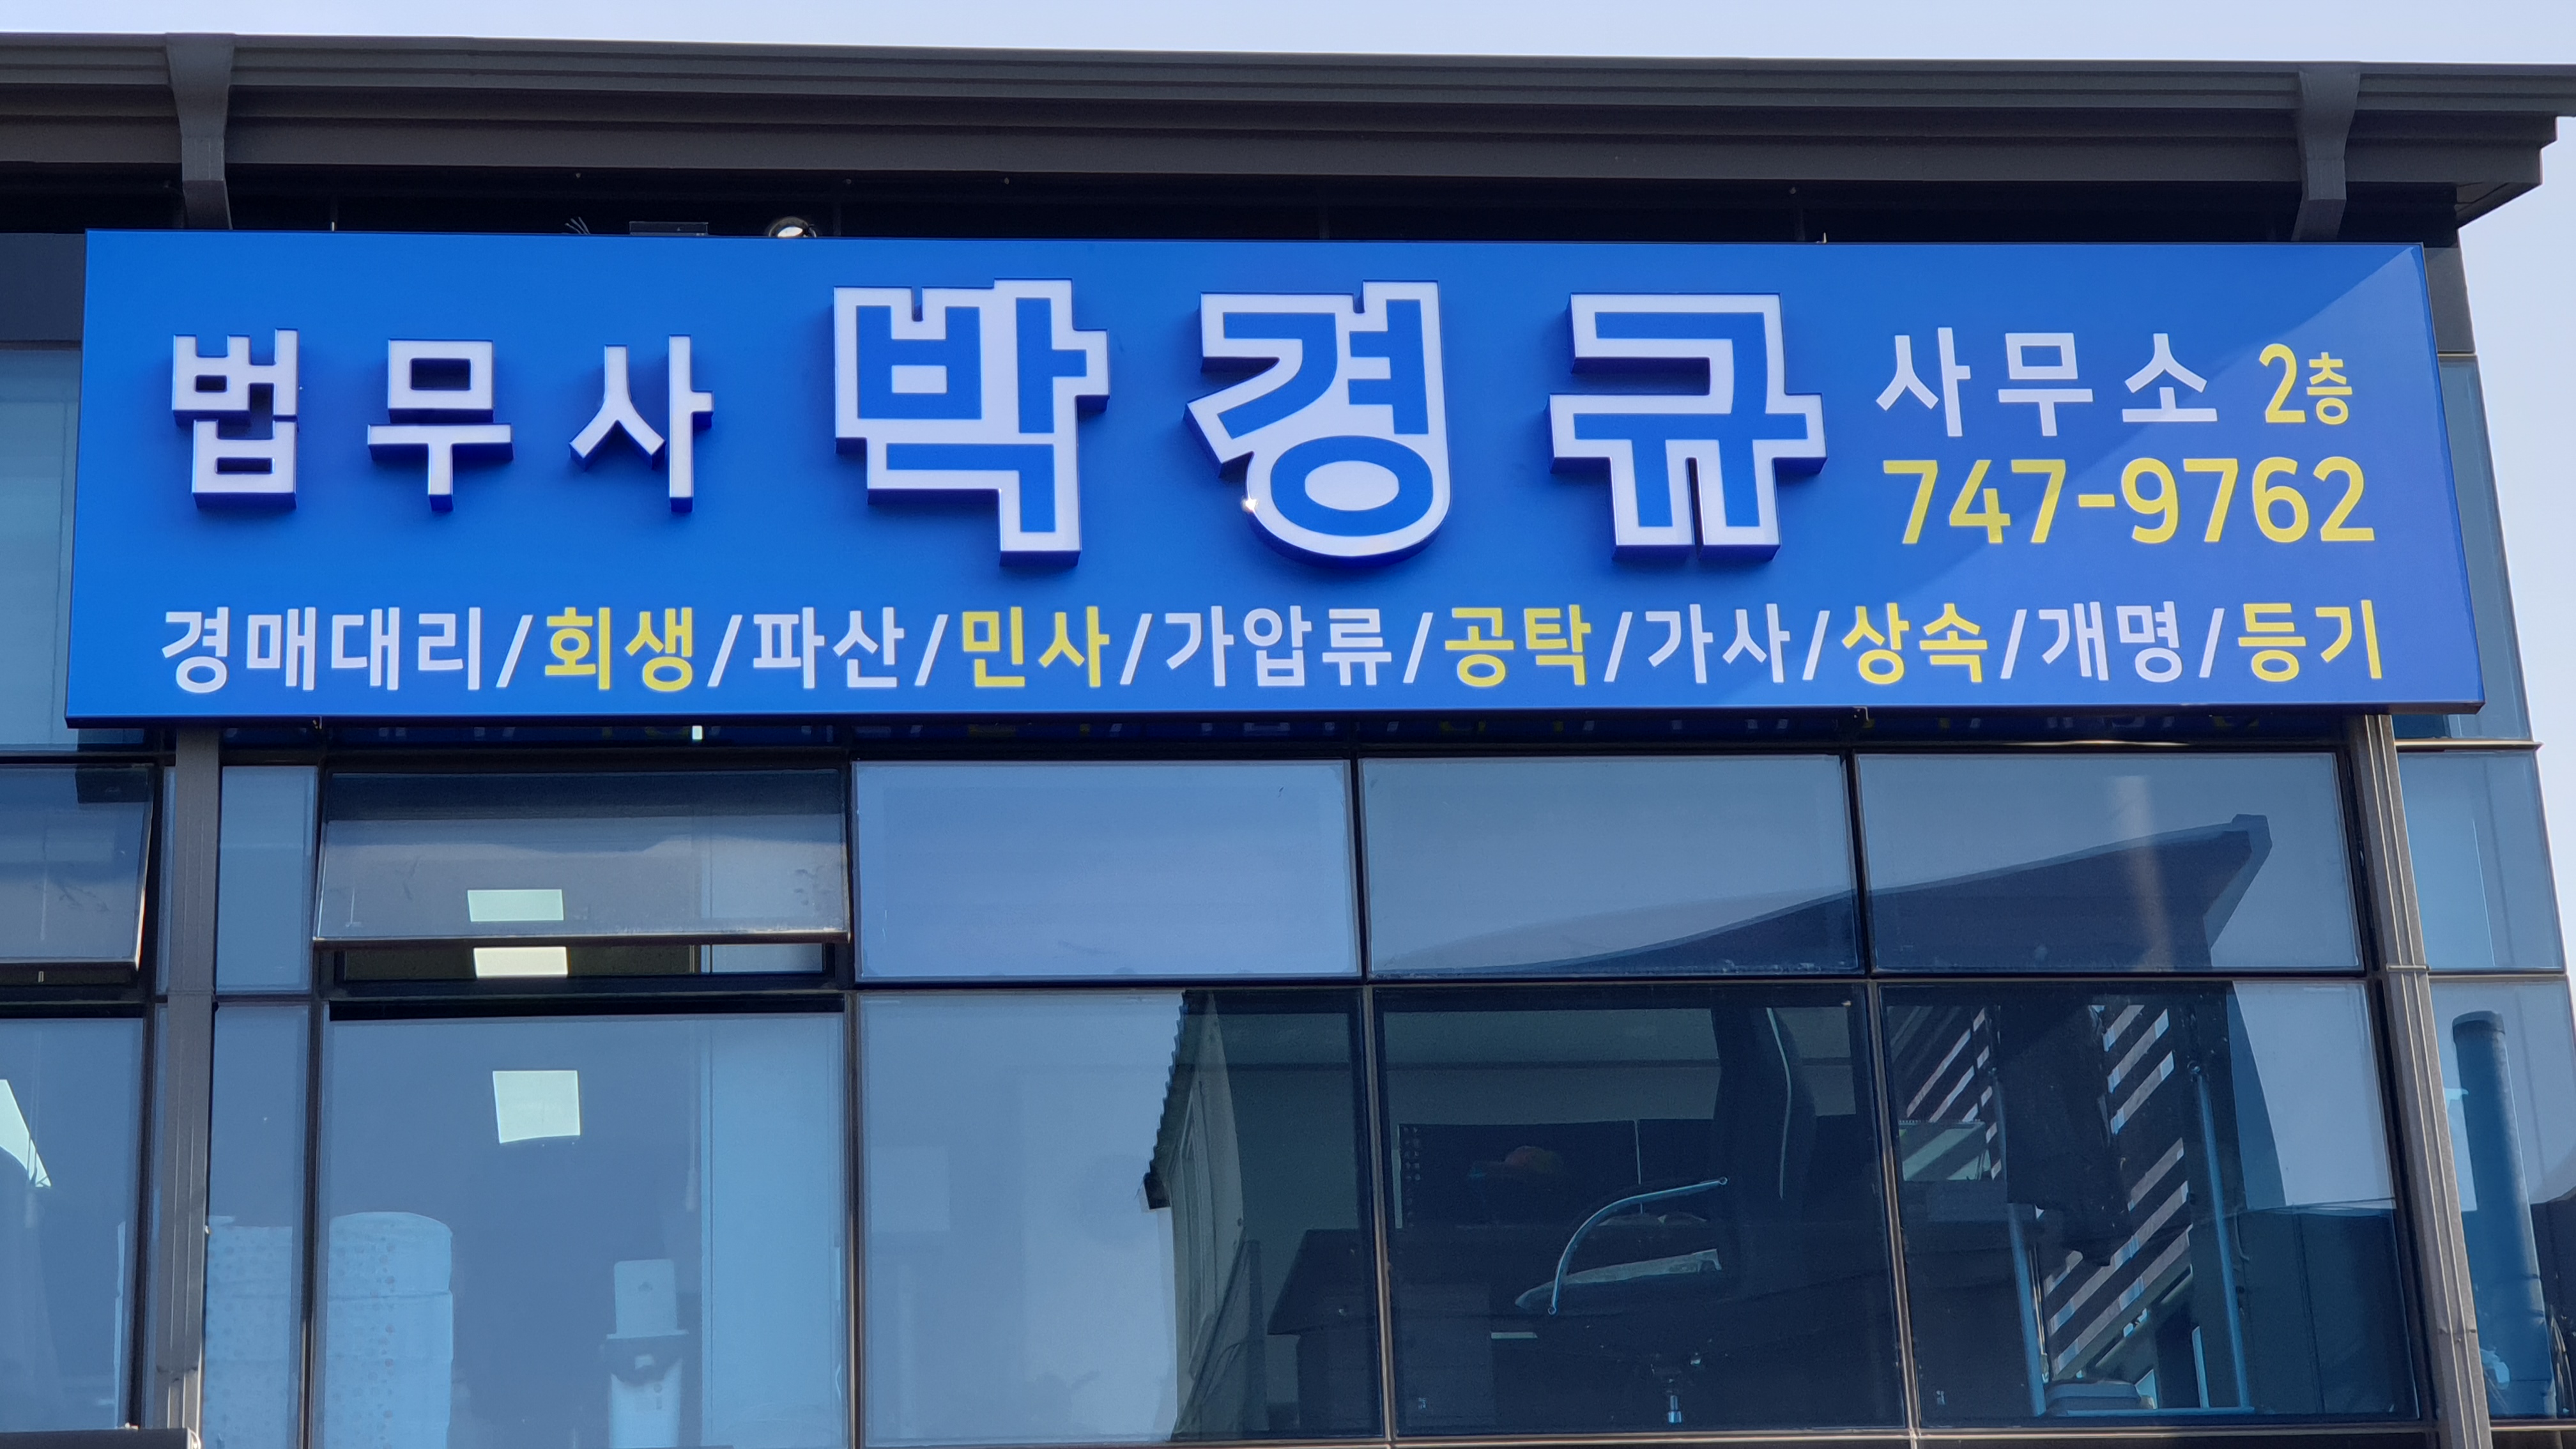 법무사 박경규 사무소 2층
747-9762
경매대리/회생/파산/민사/가압류/공탁/가사/상속/개명/등기